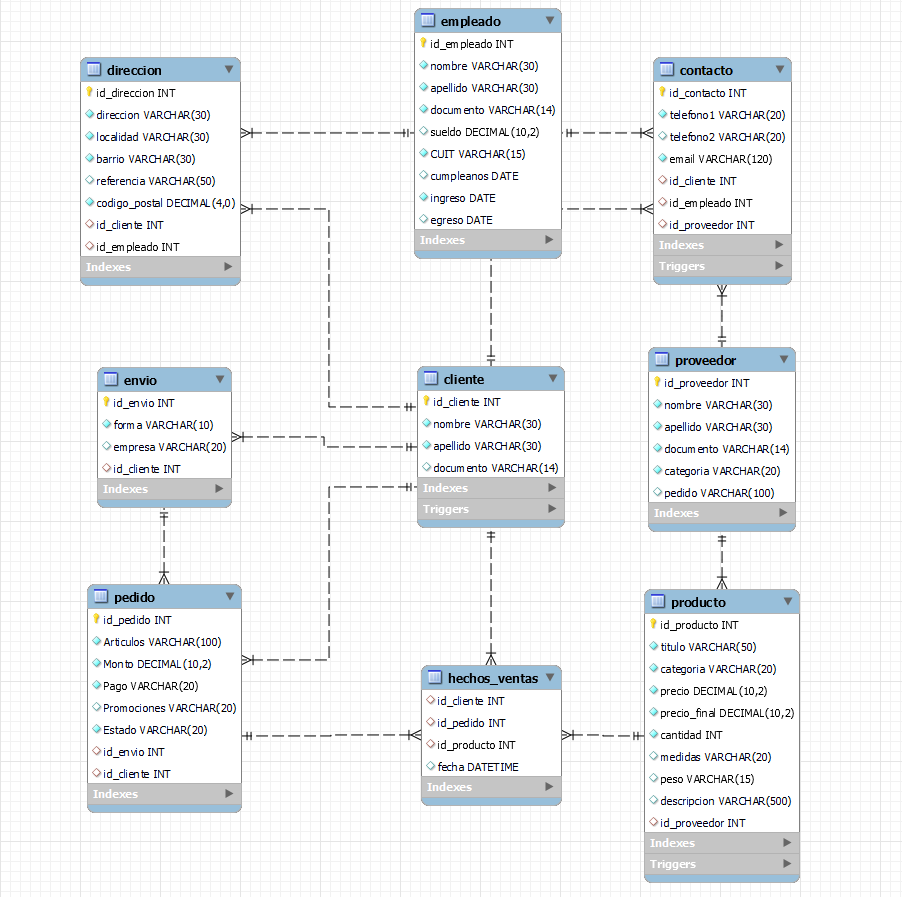 empleado
id_empleado INT
nombre VARCHAR(30)
apellido VARCHAR(30)
documento VARCHAR(14)
sueldo DECIMAL(10,2)
CUIT VARCHAR(15)
cumpleanos DATE
ingreso DATE
egreso DATE
Indexes
direccion
id_direccion INT
direccion VARCHAR(30)
localidad VARCHAR(30)
barrio VARCHAR(30)
referencia VARCHAR(50)
codigo_postal DECIMAL(4,0)
id_cliente INT
id_empleado INT
Indexes
contacto
id_contacto INT
telefono1 VARCHAR(20)
telefono2 VARCHAR(20)
email VARCHAR(120)
id_cliente INT
id_empleado INT
id_proveedor INT
Indexes
Triggers
envio
id_envio INT
forma VARCHAR(10)
empresa VARCHAR(20)
id_cliente INT
Indexes
cliente
id_cliente INT
nombre VARCHAR(30)
apellido VARCHAR(30)
documento VARCHAR(14)
Indexes
Triggers
proveedor
id_proveedor INT
nombre VARCHAR(30)
apellido VARCHAR(30)
documento VARCHAR(14)
categoria VARCHAR(20)
pedido VARCHAR(100)
Indexes
pedido
id_pedido INT
Articulos VARCHAR(100)
Monto DECIMAL(10,2)
Pago VARCHAR(20)
Promociones VARCHAR(20)
Estado VARCHAR(20)
id_envio INT
id_cliente INT
Indexes
hechos_ventas
id_cliente INT
id_pedido INT
id_producto INT
fecha DATETIME
Indexes
producto
id_producto INT
titulo VARCHAR(50)
categoria VARCHAR(20)
precio DECIMAL(10,2)
precio_final DECIMAL(10,2)
cantidad INT
medidas VARCHAR(20)
peso VARCHAR(15)
descripcion VARCHAR(500)
id_proveedor INT
Indexes
Triggers